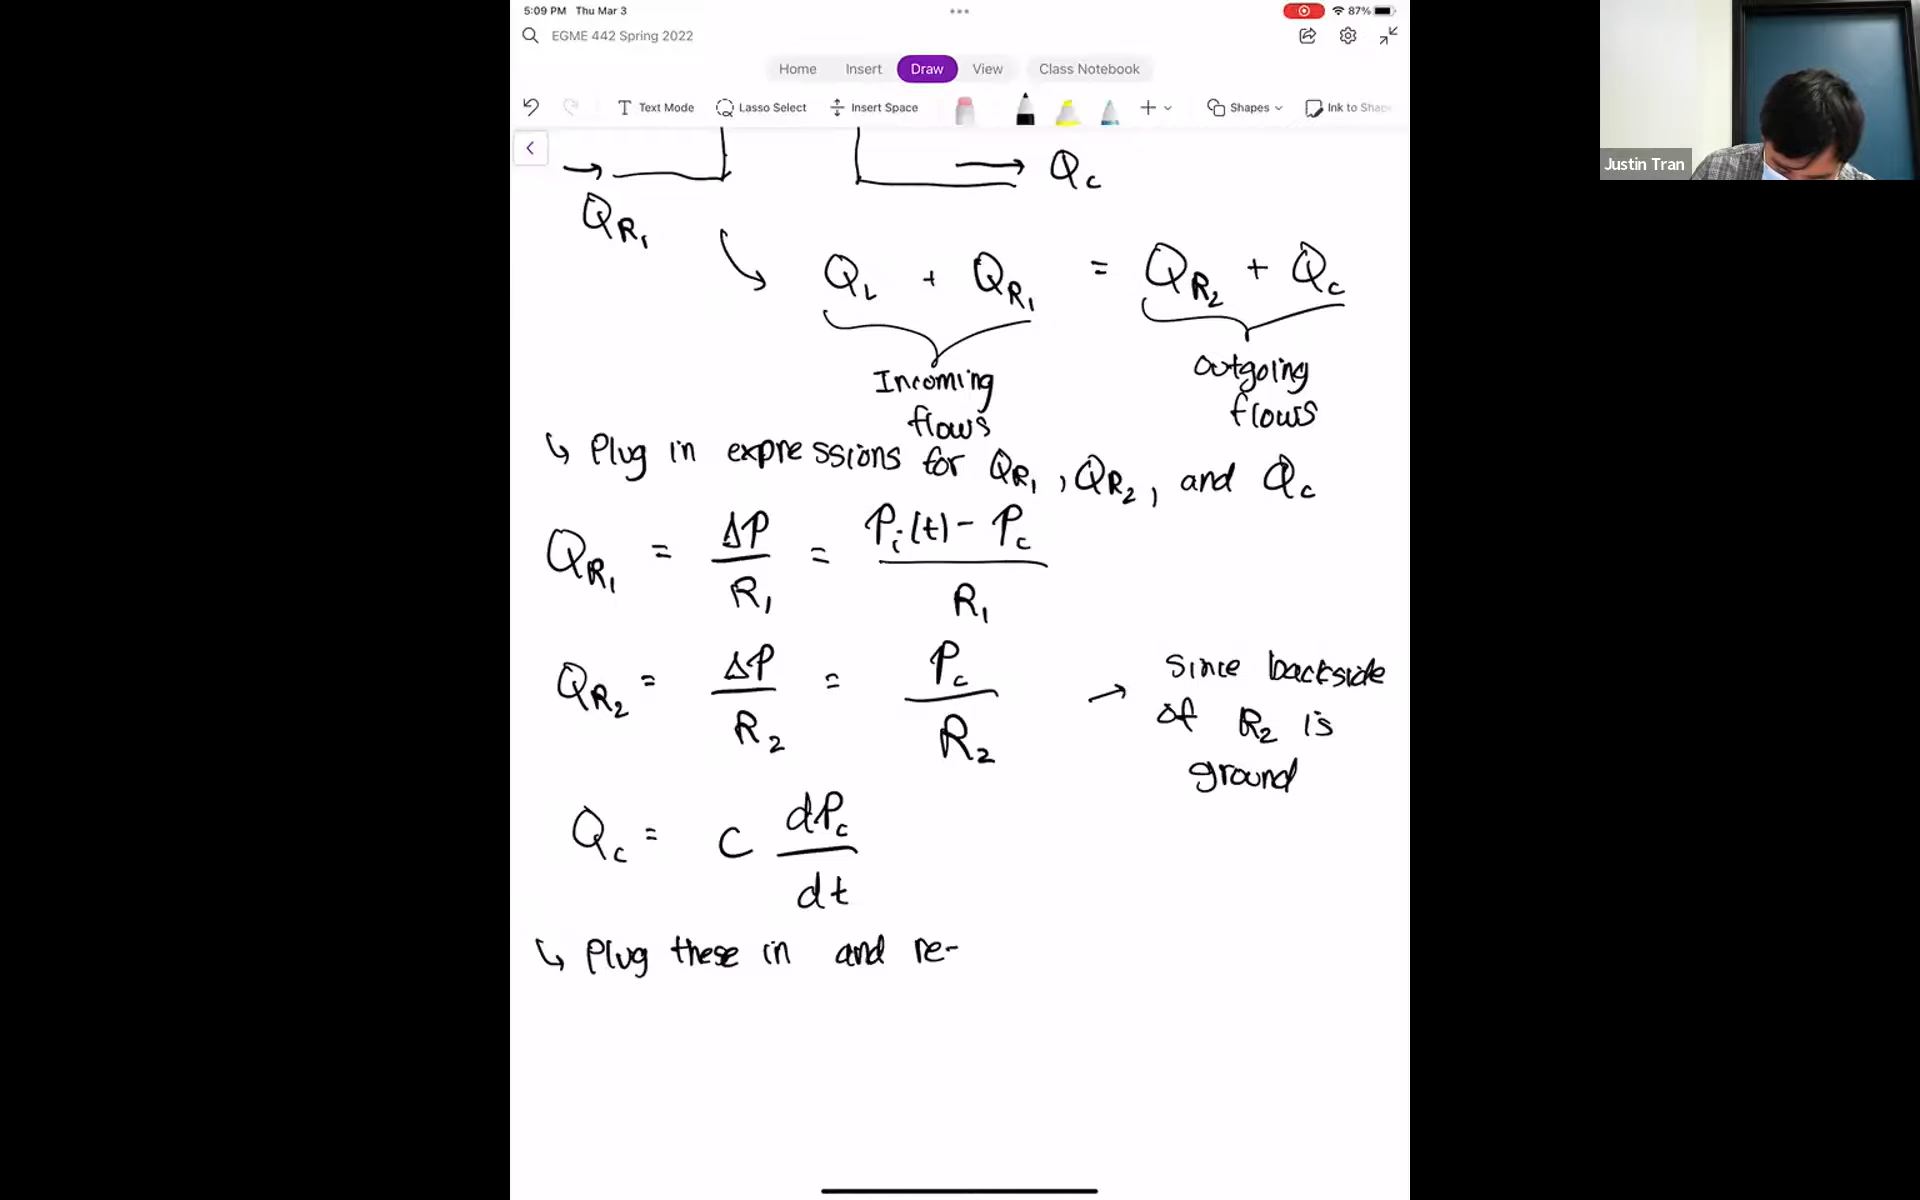 5:09 PM Thu Mar 3
87%
EGME 442 Spring 2022
Home Insert Draw View Class Notebook
Text Mode Lasso Select Insert Space Shapes Ink to Shape
Justin Tran
Q_C
Q_R₁
Q_L + Q_R₁ = Q_R₂ + Q_C
Incoming flows
Outgoing flows
↳ Plug in expressions for Q_R₁, Q_R₂, and Q_C
Q_R₁ = ΔP/R₁ = (P_i(t) - P_C)/R₁
Q_R₂ = ΔP/R₂ = P_C/R₂ → Since backside
of R₂ is
ground
Q_C = C dP_C/dt
↳ Plug these in and re-